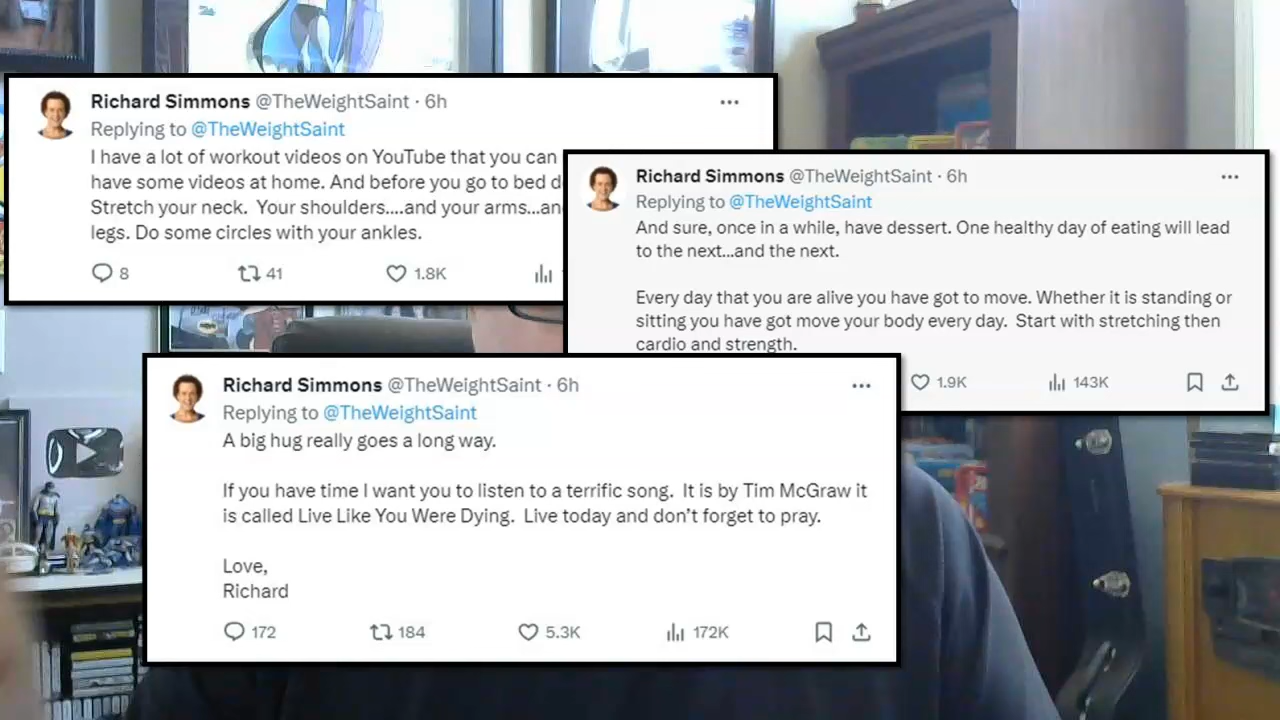 Richard Simmons @TheWeightSaint · 6h
Replying to @TheWeightSaint
I have a lot of workout videos on YouTube that you can
have some videos at home. And before you go to bed
Stretch your neck.  Your shoulders....and your arms...
legs. Do some circles with your ankles.
8 41 1.8K
Richard Simmons @TheWeightSaint · 6h
Replying to @TheWeightSaint
And sure, once in a while, have dessert. One healthy day of eating will lead
to the next...and the next.
Every day that you are alive you have got to move. Whether it is standing or
sitting you have got move your body every day.  Start with stretching then
cardio and strength.
1.9K 143K
Richard Simmons @TheWeightSaint · 6h
Replying to @TheWeightSaint
A big hug really goes a long way.
If you have time I want you to listen to a terrific song.  It is by Tim McGraw it
is called Live Like You Were Dying.  Live today and don’t forget to pray.
Love,
Richard
172 184 5.3K 172K